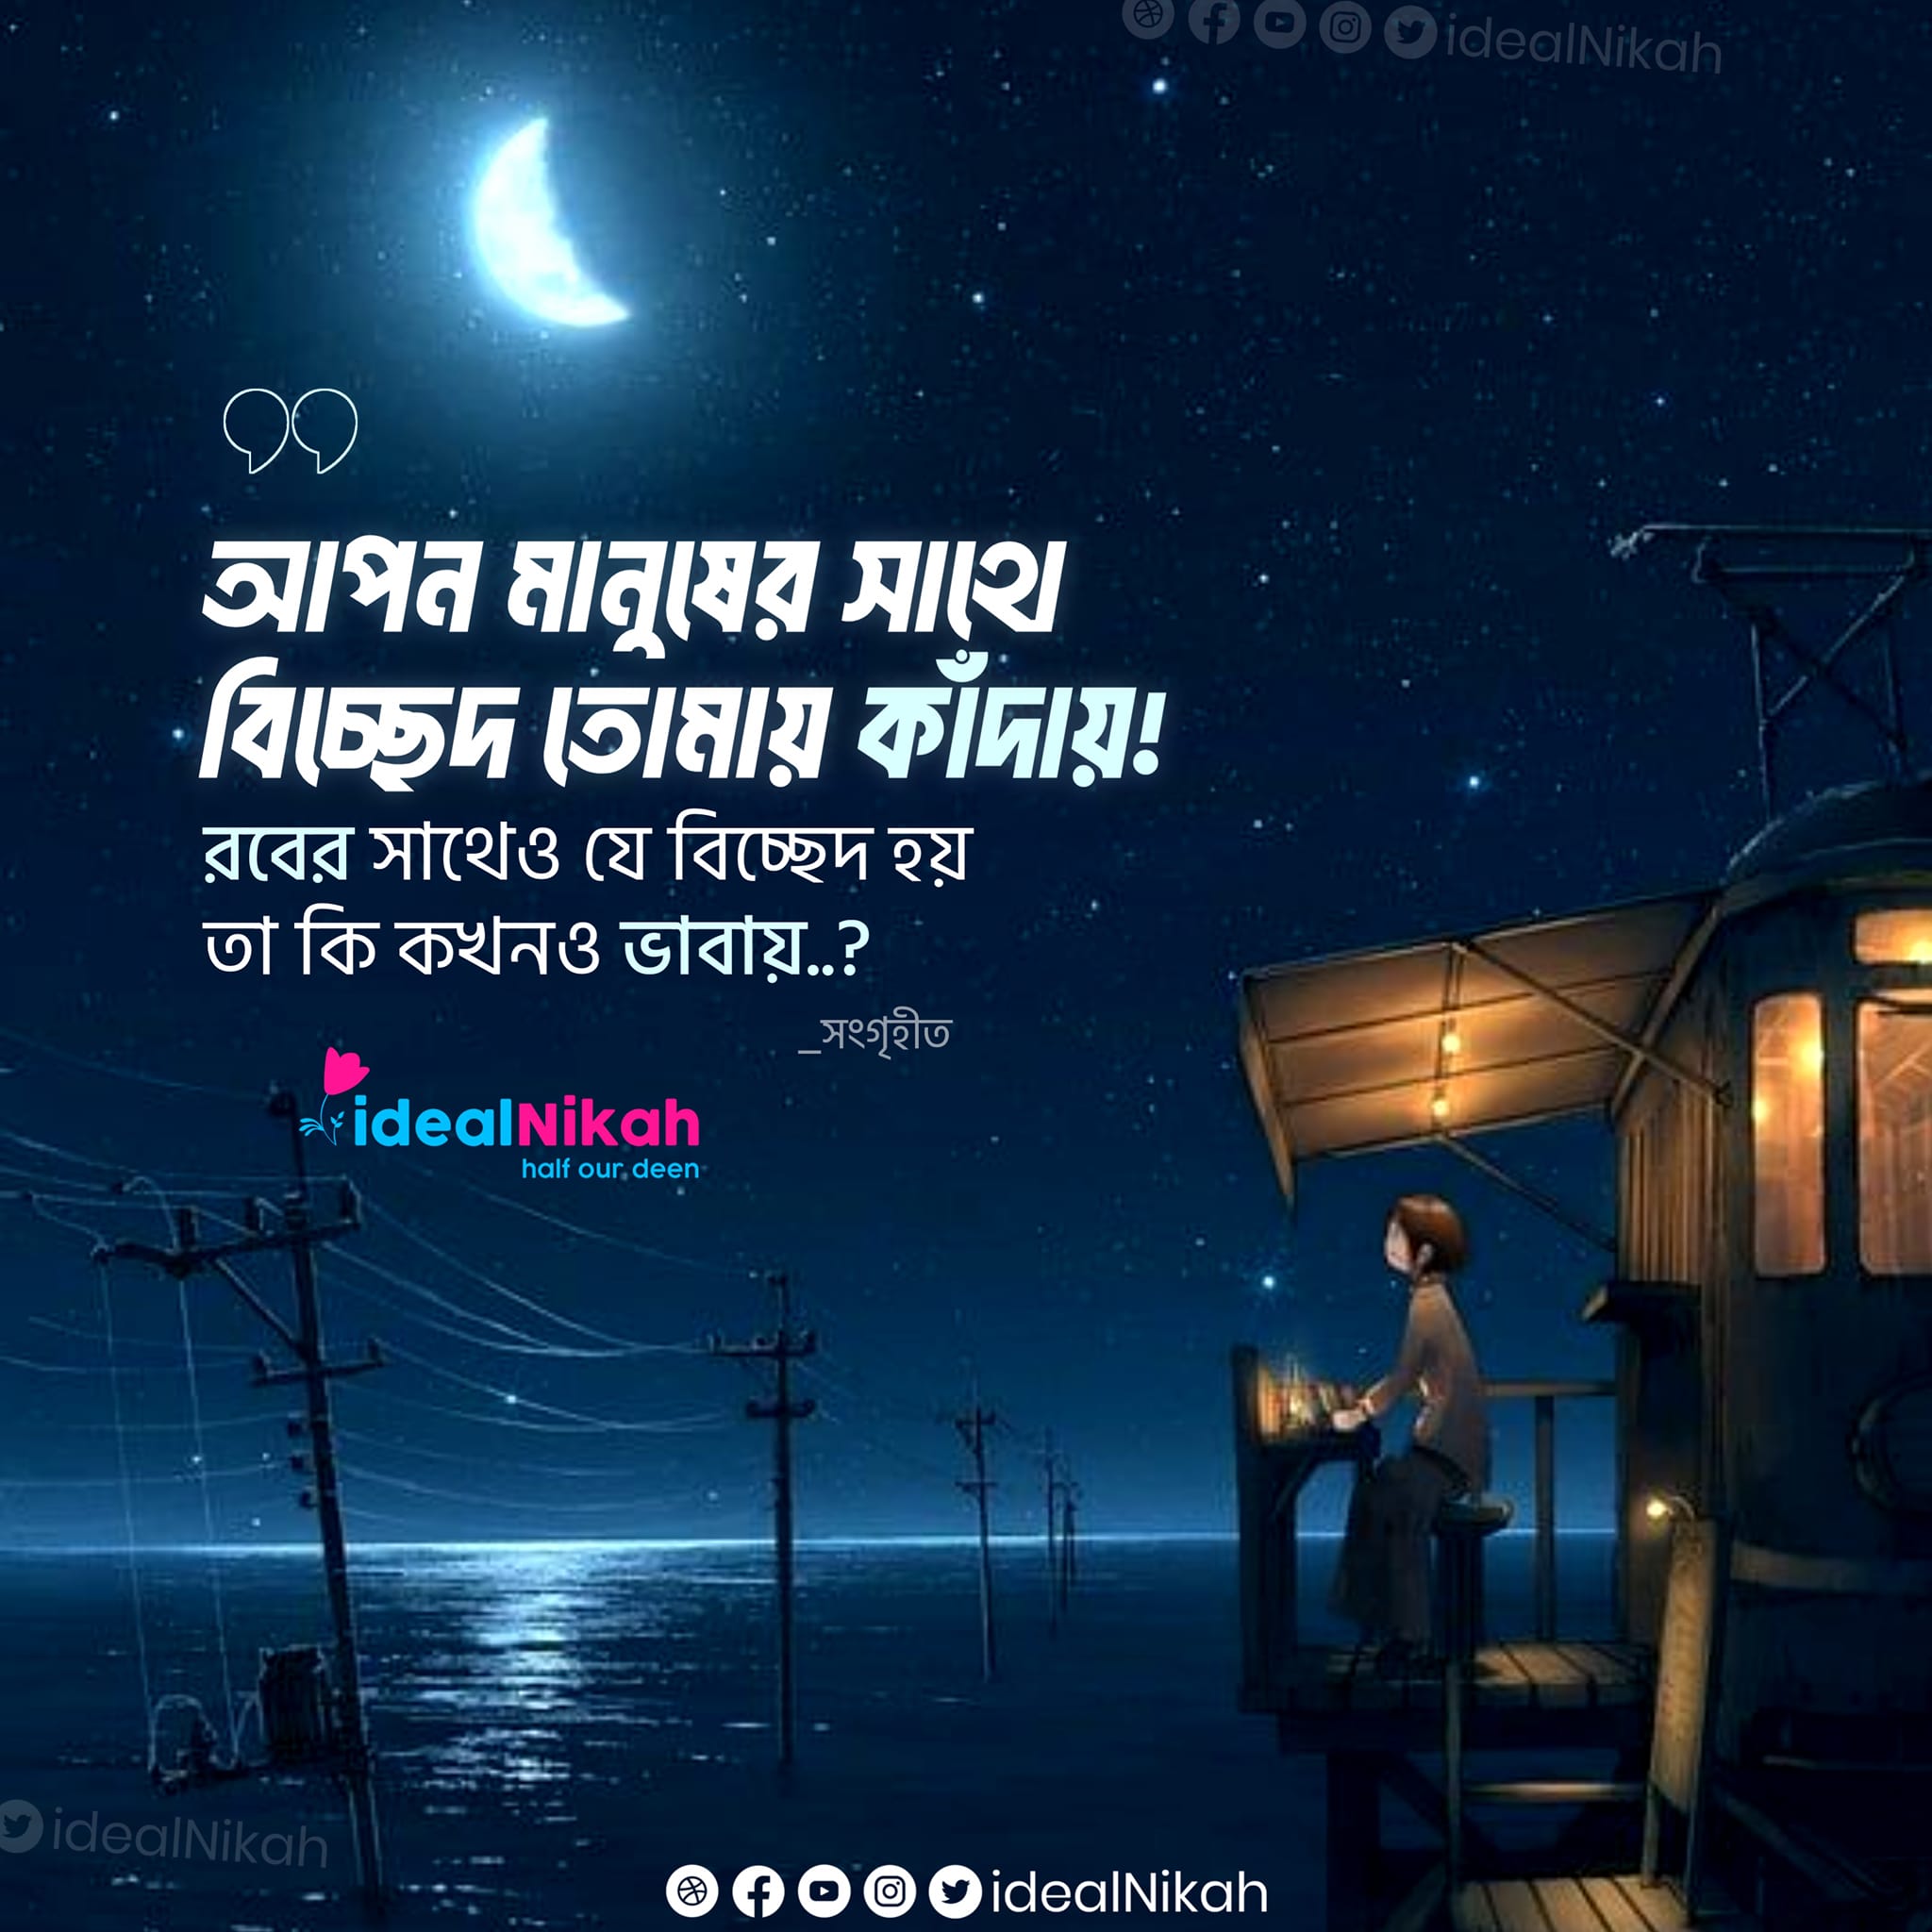 idealNikah
আপন মানুষের সাথে
বিচ্ছেদ তোমায় কাঁদায়!
রবের সাথেও যে বিচ্ছেদ হয়
তা কি কখনও ভাবায়..?
_সংগৃহীত
idealNikah
half our deen
idealNikah
idealNikah